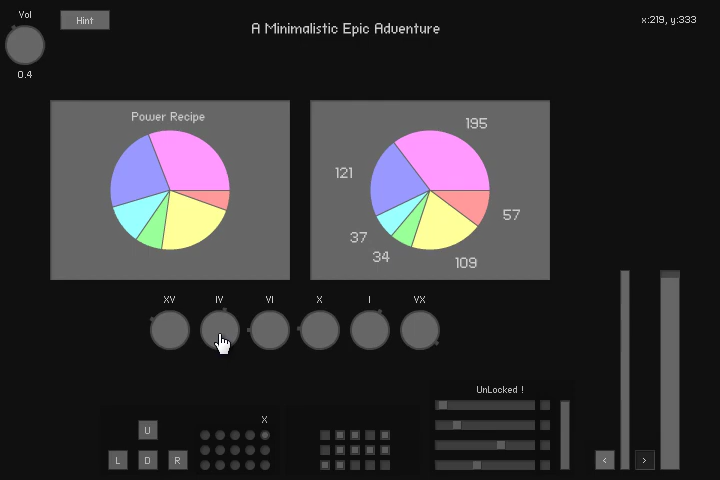 Vol
Hint
A Minimalistic Epic Adventure
x:219, y:333
0.4
Power Recipe
195
121
57
37
34
109
XV
IV
VI
X
I
VX
UnLocked !
X
U
L
D
R
<
>